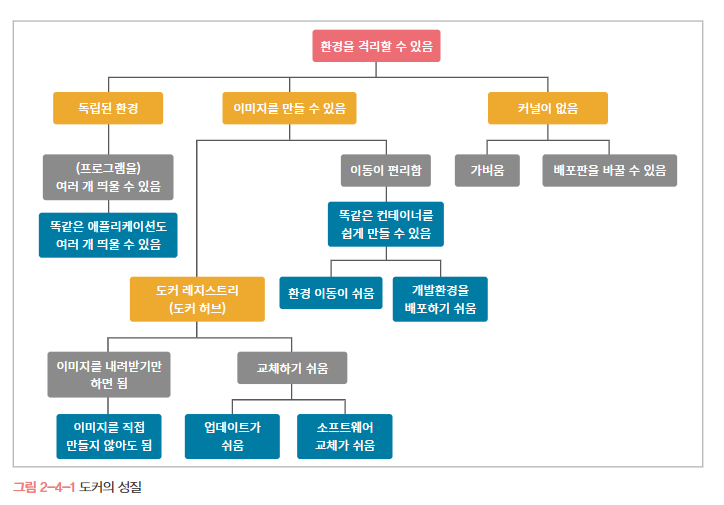 환경을 격리할 수 있음
독립된 환경
이미지를 만들 수 있음
커널이 없음
(프로그램을)
여러 개 띄울 수 있음
이동이 편리함
가벼움
배포판을 바꿀 수 있음
똑같은 애플리케이션도
여러 개 띄울 수 있음
똑같은 컨테이너를
쉽게 만들 수 있음
도커 레지스트리
(도커 허브)
환경 이동이 쉬움
개발환경을
배포하기 쉬움
이미지를 내려받기만
하면 됨
교체하기 쉬움
이미지를 직접
만들지 않아도 됨
업데이트가
쉬움
소프트웨어
교체가 쉬움
그림 2-4-1 도커의 성질